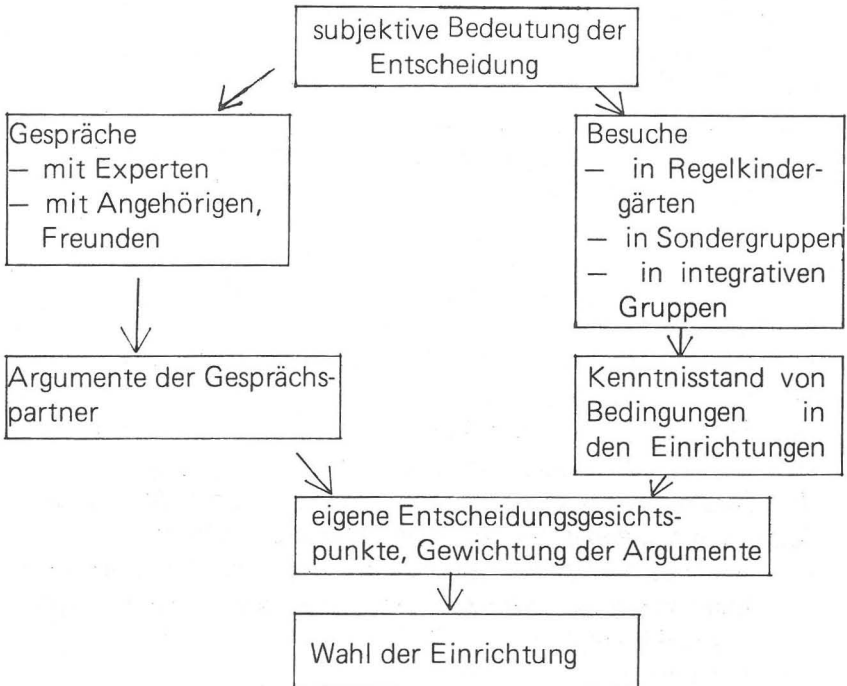 subjektive Bedeutung der
Entscheidung
Gespräche
— mit Experten
— mit Angehörigen,
Freunden
Besuche
— in Regelkinder-
gärten
— in Sondergruppen
— in integrativen
Gruppen
Argumente der Gesprächs-
partner
Kenntnisstand von
Bedingungen in
den Einrichtungen
eigene Entscheidungsgesichts-
punkte, Gewichtung der Argumente
Wahl der Einrichtung